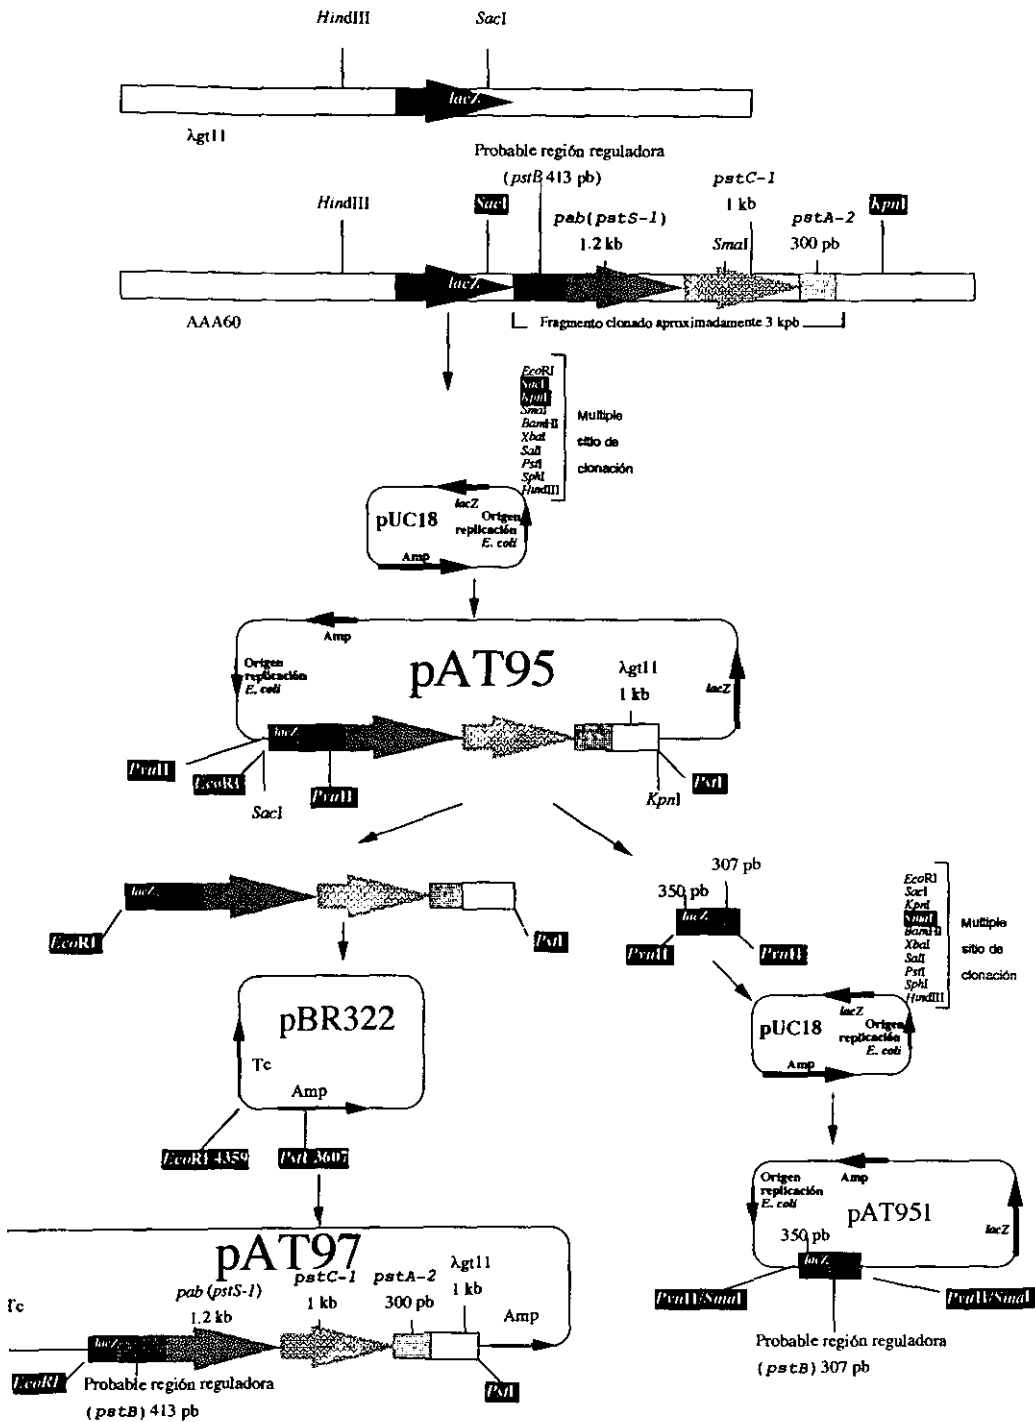 HindIII SacI
lacZ
λgt11
Probable región reguladora
(pstB 413 pb)
pstC-1
1 kb
HindIII SacI KpnI
pab(pstS-1)
1.2 kb
SmaI
pstA-2
300 pb
lacZ
AAA60
Fragmento clonado aproximadamente 3 kpb
EcoRI
SacI
KpnI
SmaI
BamHI
XbaI
SalI
PstI
SphI
HindIII
Multiple
sitio de
clonación
lacZ
pUC18
Origen
replicación
E. coli
Amp
Amp
Origen
replicación
E. coli
pAT95
λgt11
1 kb
lacZ
lacZ
PvuII
EcoRI
SacI
PvuII
KpnI
PstI
lacZ
EcoRI
PstI
307 pb
350 pb
lacZ
PvuII
PvuII
EcoRI
SacI
KpnI
SmaI
BamHI
XbaI
SalI
PstI
SphI
HindIII
Multiple
sitio de
clonación
pBR322
Tc
Amp
EcoRI 4359
PstI 3607
lacZ
pUC18
Origen
replicación
E. coli
Amp
Amp
Origen
replicación
E. coli
pAT951
lacZ
350 pb
lacZ
PvuII/SmaI
PvuII/SmaI
Probable región reguladora
(pstB) 307 pb
pAT97
Tc
pab(pstS-1)
1.2 kb
pstC-1
1 kb
pstA-2
300 pb
λgt11
1 kb
Amp
lacZ
EcoRI
PstI
Probable región reguladora
(pstB) 413 pb